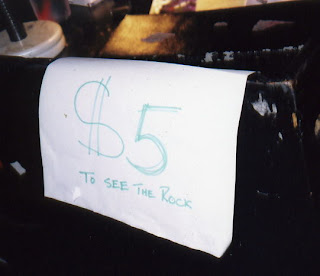 $5
TO SEE THE ROCK